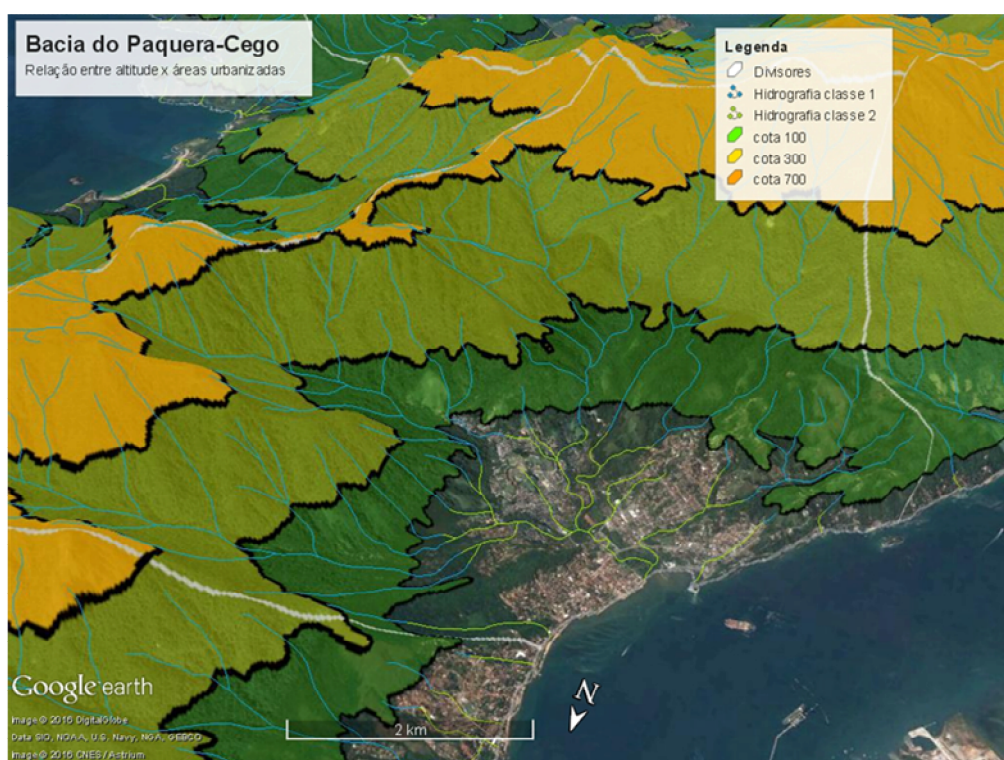 Bacia do Paquera-Cego
Relação entre altitude x áreas urbanizadas
Legenda
Divisores
Hidrografia classe 1
Hidrografia classe 2
cota 100
cota 300
cota 700
N
Google earth
2 km
Image © 2016 DigitalGlobe
Data SIO, NOAA, U.S. Navy, NGA, GEBCO
Image © 2016 CNES / Astrium